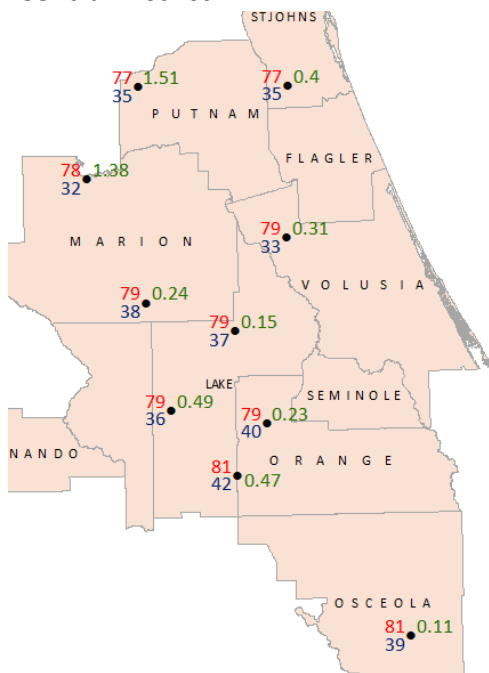 STJOHNS
77 1.51
35
77 0.4
35
PUTNAM
FLAGLER
78 1.38
32
79 0.31
33
MARION
VOLUSIA
79 0.24
38
79 0.15
37
LAKE
SEMINOLE
79 0.49
36
79 0.23
40
NANDO
ORANGE
81
42 0.47
OSCEOLA
81 0.11
39